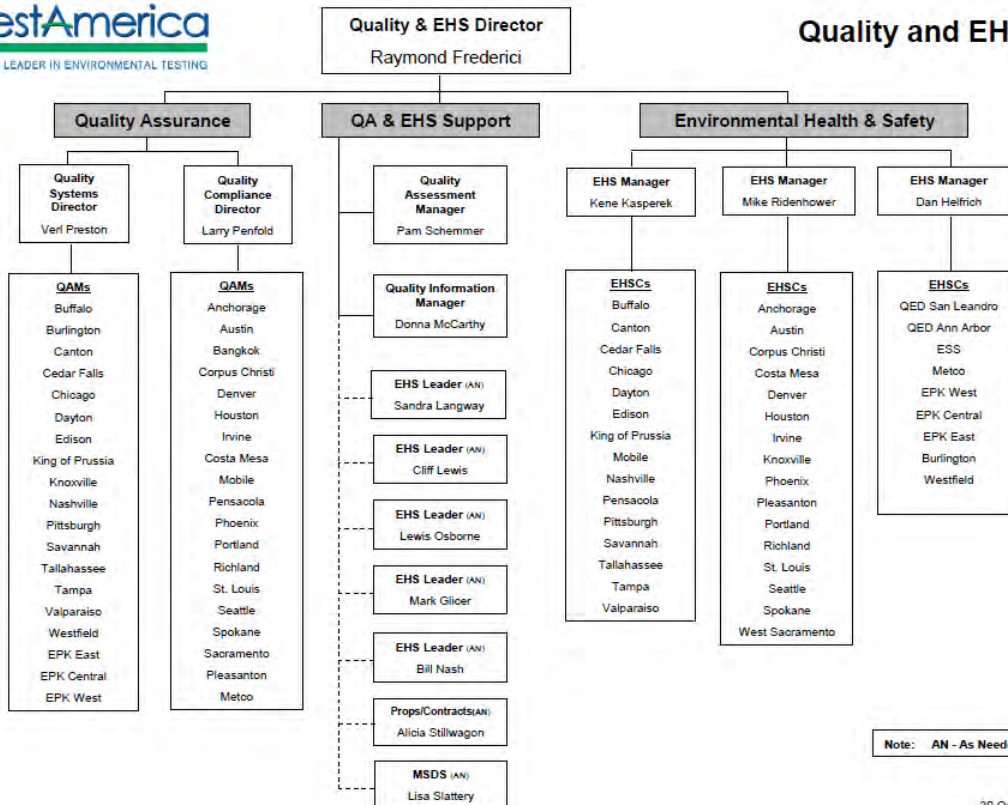 estAmerica
LEADER IN ENVIRONMENTAL TESTING
Quality & EHS Director
Raymond Frederici
Quality and EH
Quality Assurance
QA & EHS Support
Environmental Health & Safety
Quality
Systems
Director
Verl Preston
Quality
Compliance
Director
Larry Penfold
QAMs
Buffalo
Burlington
Canton
Cedar Falls
Chicago
Dayton
Edison
King of Prussia
Knoxville
Nashville
Pittsburgh
Savannah
Tallahassee
Tampa
Valparaiso
Westfield
EPK East
EPK Central
EPK West
QAMs
Anchorage
Austin
Bangkok
Corpus Christi
Denver
Houston
Irvine
Costa Mesa
Mobile
Pensacola
Phoenix
Portland
Richland
St. Louis
Seattle
Spokane
Sacramento
Pleasanton
Metco
Quality
Assessment
Manager
Pam Schemmer
Quality Information
Manager
Donna McCarthy
EHS Leader (AN)
Sandra Langway
EHS Leader (AN)
Cliff Lewis
EHS Leader (AN)
Lewis Osborne
EHS Leader (AN)
Mark Glicer
EHS Leader (AN)
Bill Nash
Props/Contracts(AN)
Alicia Stillwagon
MSDS (AN)
Lisa Slattery
EHS Manager
Kene Kasperek
EHSCs
Buffalo
Canton
Cedar Falls
Chicago
Dayton
Edison
King of Prussia
Mobile
Nashville
Pensacola
Pittsburgh
Savannah
Tallahassee
Tampa
Valparaiso
EHS Manager
Mike Ridenhower
EHSCs
Anchorage
Austin
Corpus Christi
Costa Mesa
Denver
Houston
Irvine
Knoxville
Phoenix
Pleasanton
Portland
Richland
St. Louis
Seattle
Spokane
West Sacramento
EHS Manager
Dan Helfrich
EHSCs
QED San Leandro
QED Ann Arbor
ESS
Metco
EPK West
EPK Central
EPK East
Burlington
Westfield
Note: AN - As Neede